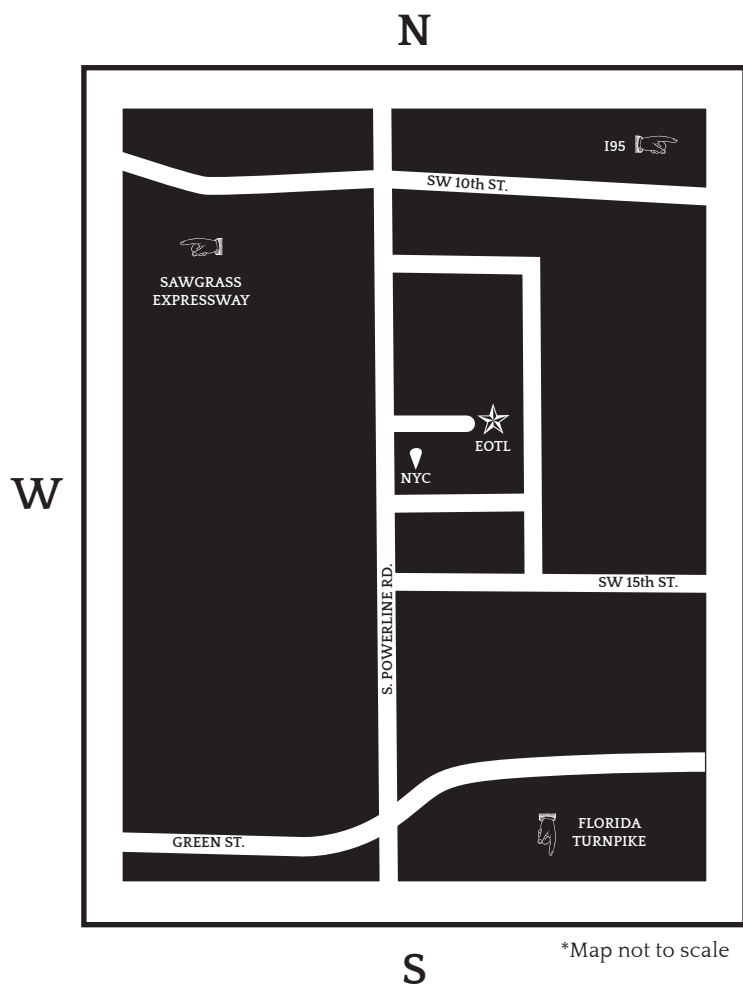 N
I95
SW 10th ST.
SAWGRASS
EXPRESSWAY
EOTL
NYC
W
SW 15th ST.
S. POWERLINE RD.
FLORIDA
TURNPIKE
GREEN ST.
*Map not to scale
S